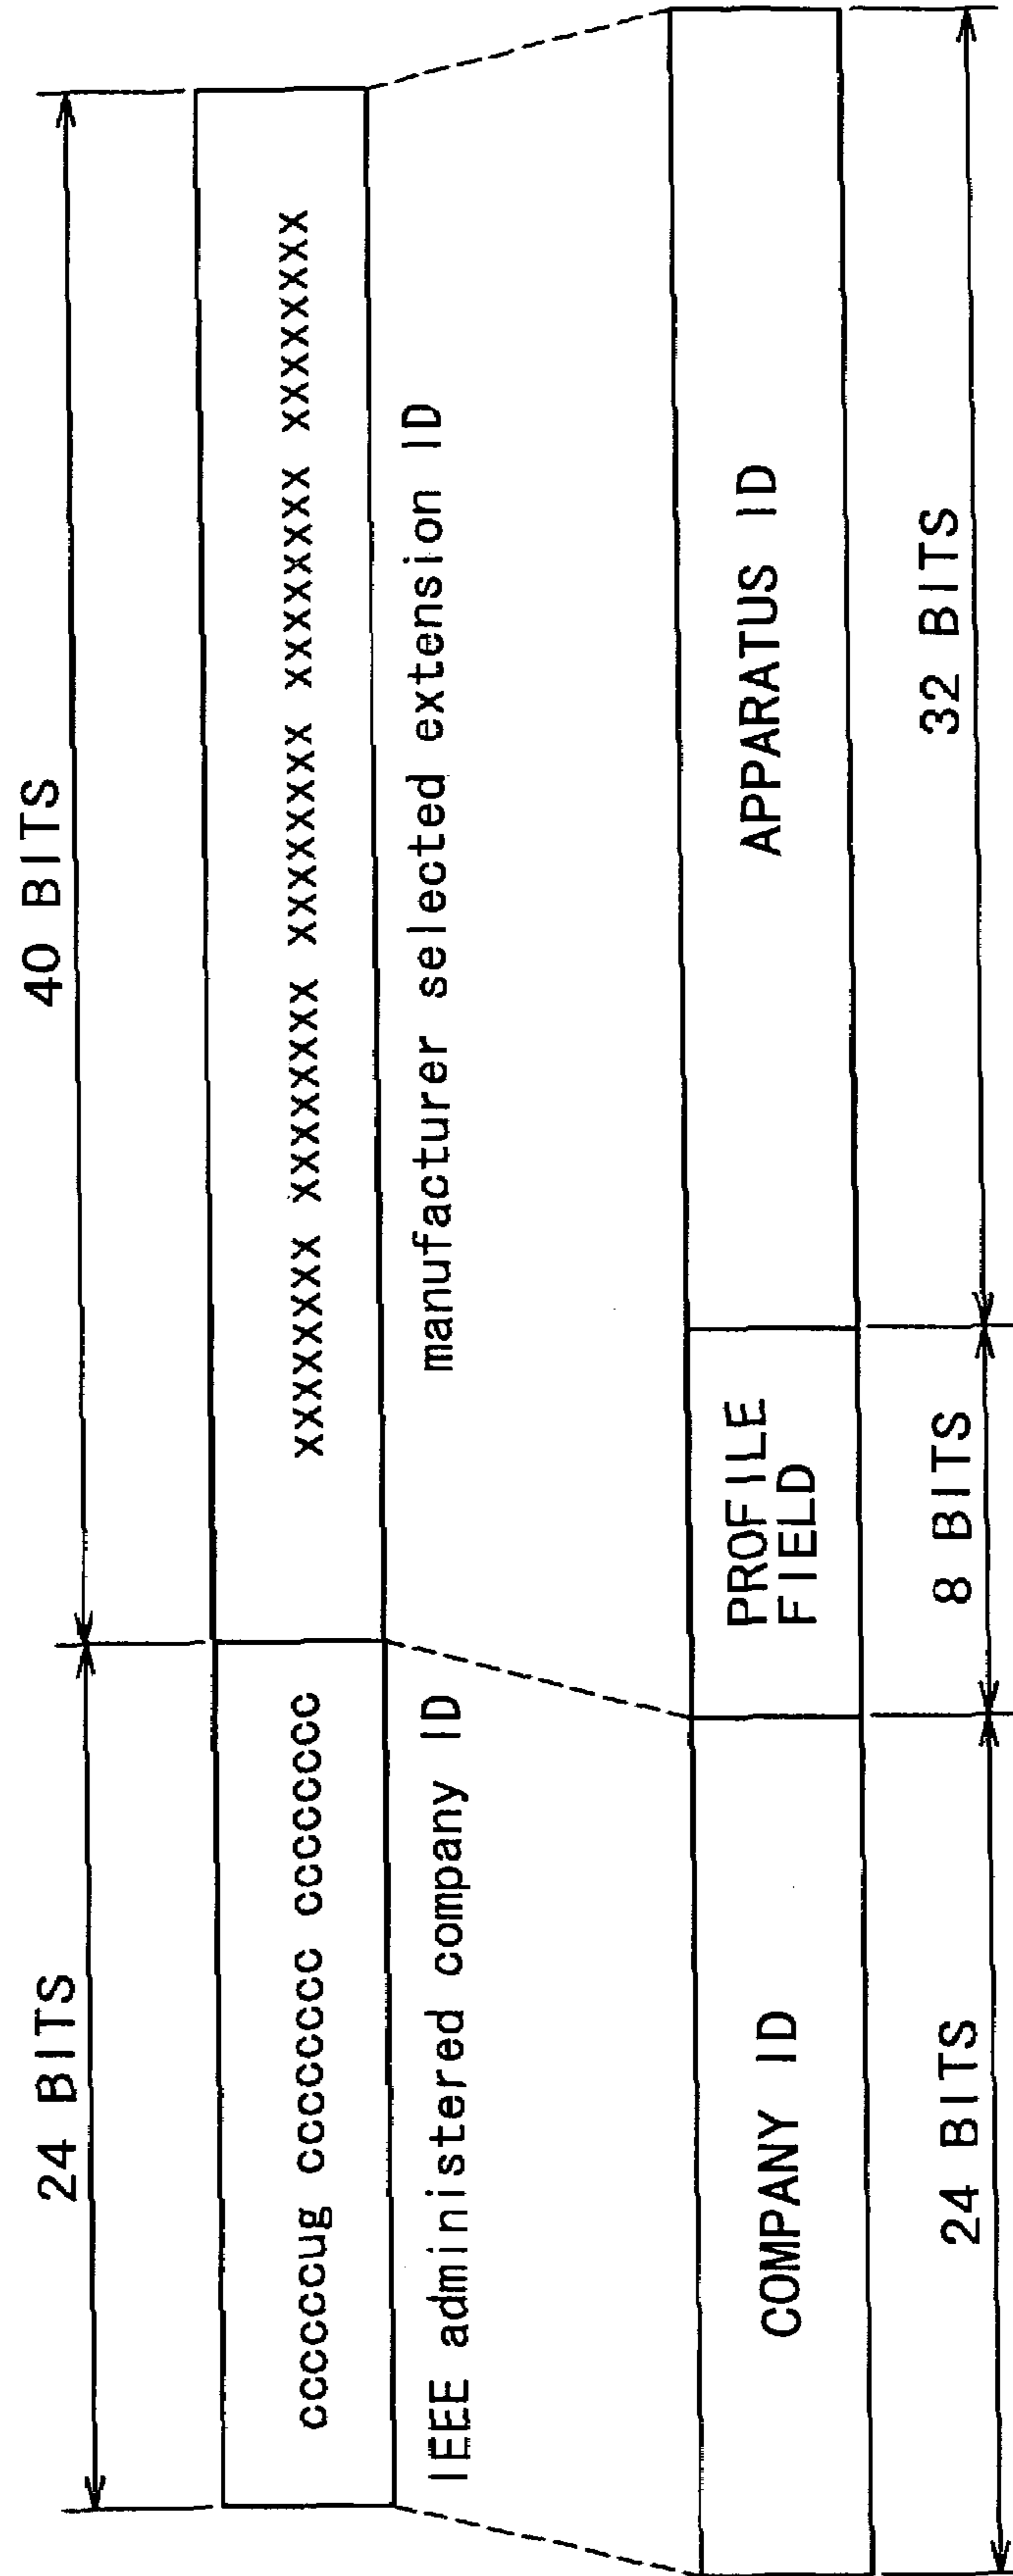 24 BITS
40 BITS
ccccccug cccccccc cccccccc
xxxxxxxx xxxxxxxx xxxxxxxx xxxxxxxx xxxxxxxx
IEEE administered company ID
manufacturer selected extension ID
COMPANY ID
PROFILE
FIELD
APPARATUS ID
24 BITS
8 BITS
32 BITS